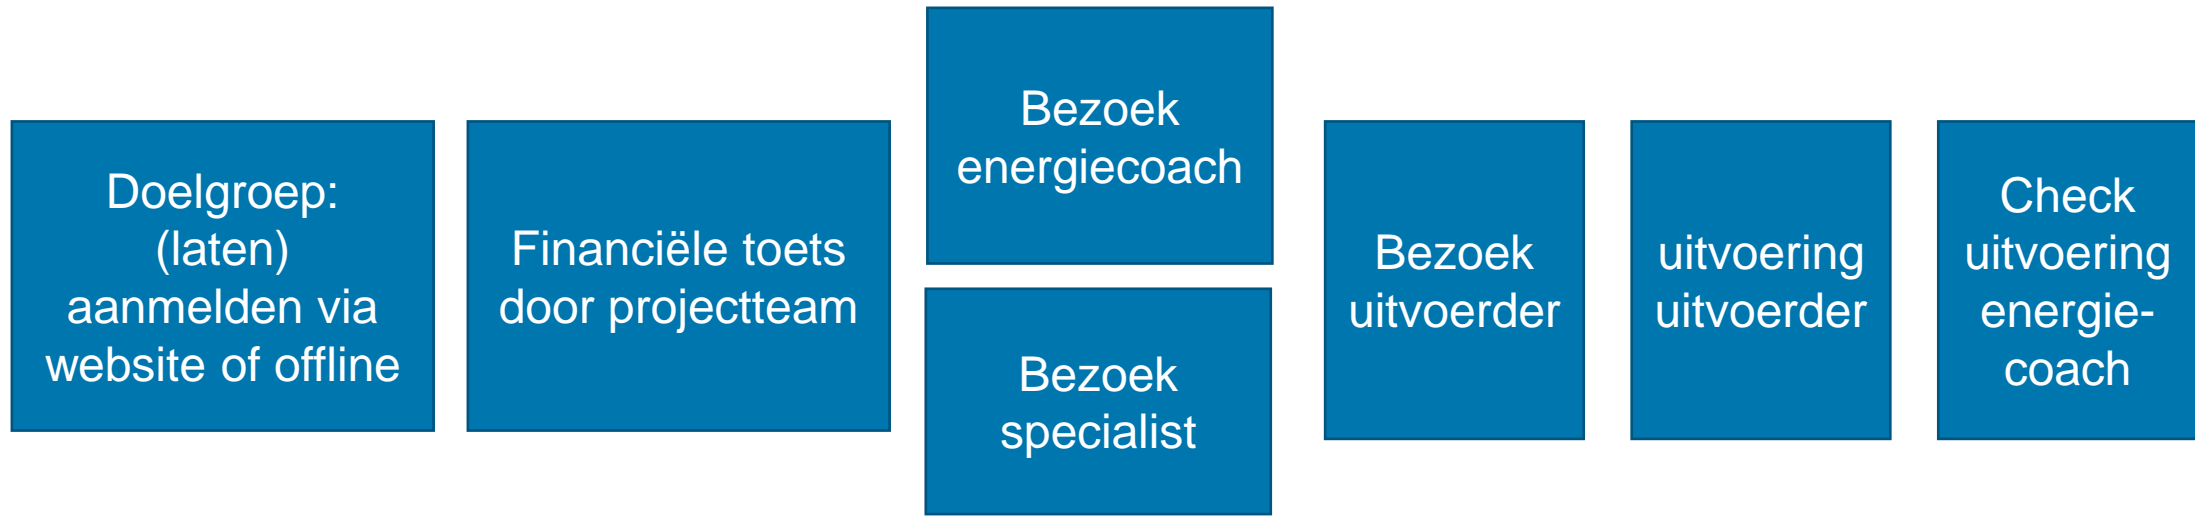 Doelgroep:
(laten)
aanmelden via
website of offline
Financiële toets
door projectteam
Bezoek
energiecoach
Bezoek
specialist
Bezoek
uitvoerder
uitvoering
uitvoerder
Check
uitvoering
energie-
coach